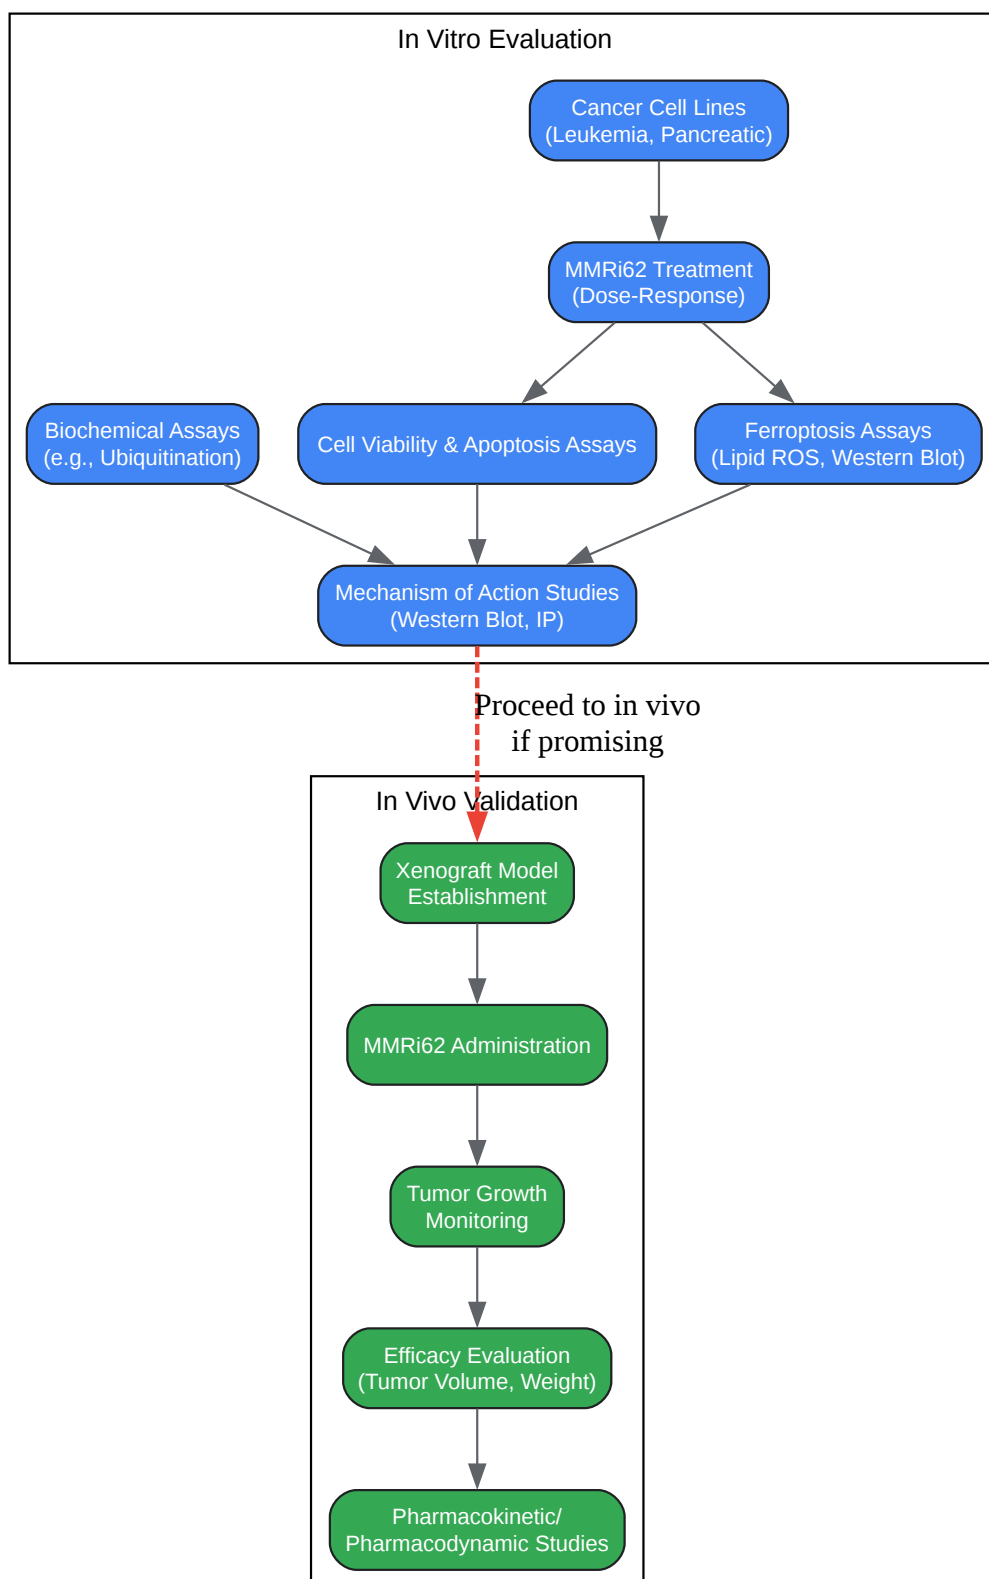 In Vitro Evaluation
Cancer Cell Lines
(Leukemia, Pancreatic)
MMRi62 Treatment
(Dose-Response)
Biochemical Assays
(e.g., Ubiquitination)
Cell Viability & Apoptosis Assays
Ferroptosis Assays
(Lipid ROS, Western Blot)
Mechanism of Action Studies
(Western Blot, IP)
Proceed to in vivo
if promising
In Vivo Validation
Xenograft Model
Establishment
MMRi62 Administration
Tumor Growth
Monitoring
Efficacy Evaluation
(Tumor Volume, Weight)
Pharmacokinetic/
Pharmacodynamic Studies